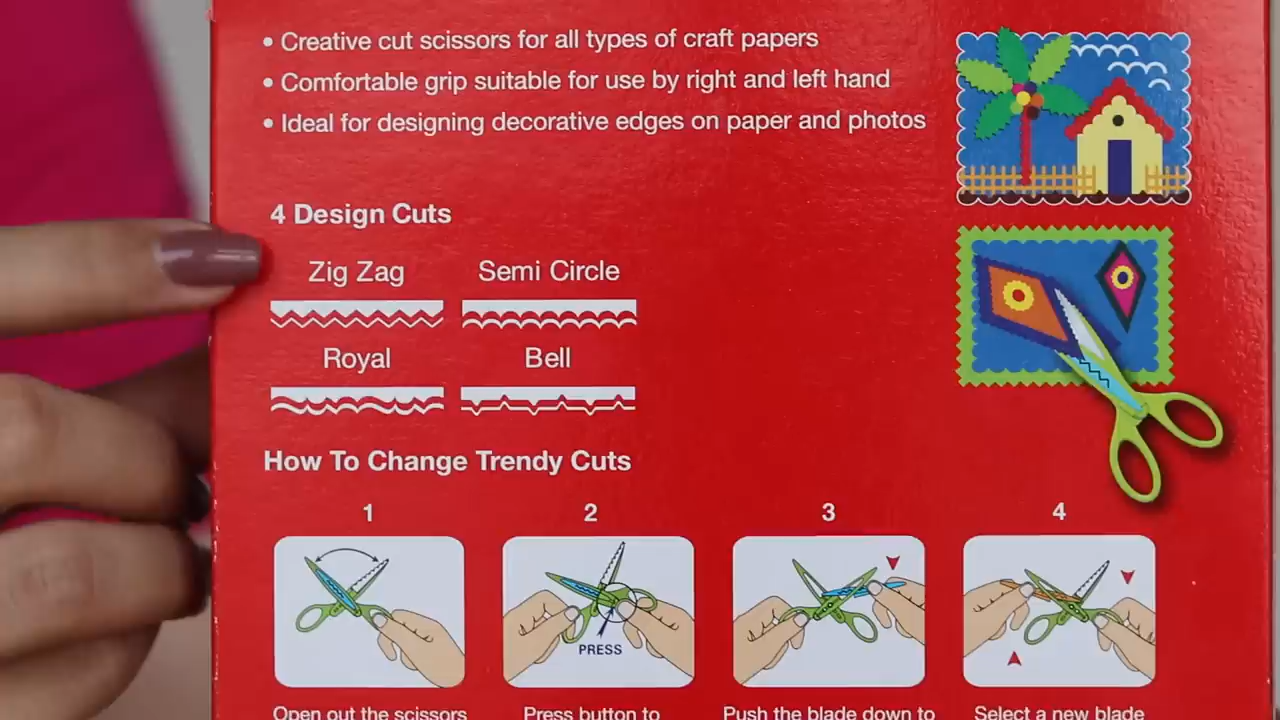 • Creative cut scissors for all types of craft papers
• Comfortable grip suitable for use by right and left hand
• Ideal for designing decorative edges on paper and photos
4 Design Cuts
Zig Zag Semi Circle
Royal Bell
How To Change Trendy Cuts
1 2 3 4
PRESS
Open out the scissors Press button to Push the blade down to Select a new blade